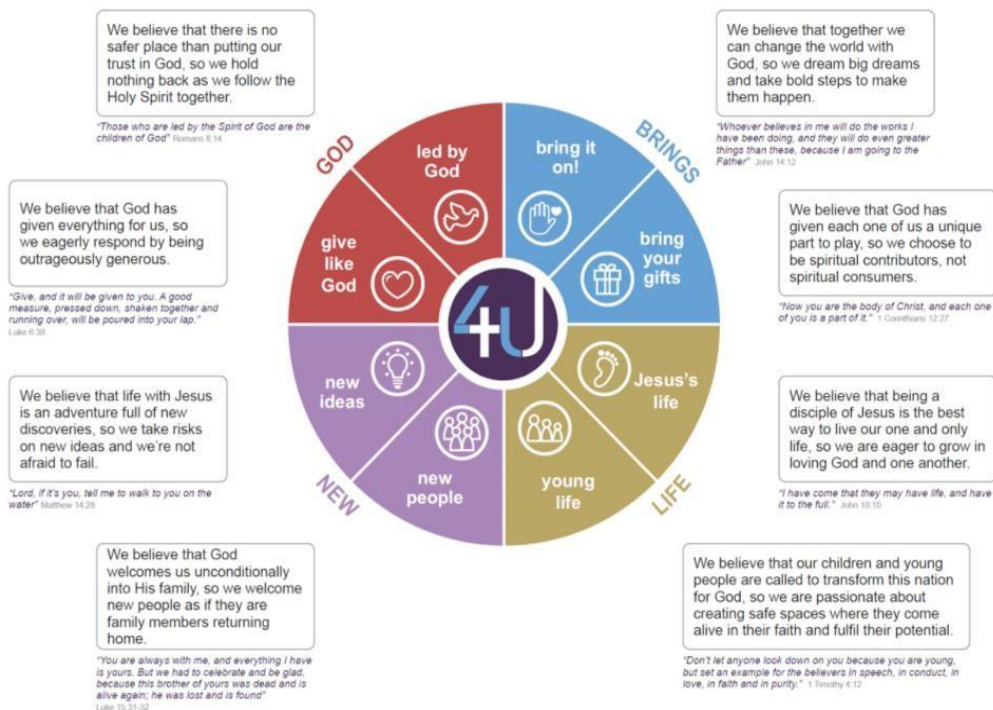 We believe that there is no
safer place than putting our
trust in God, so we hold
nothing back as we follow the
Holy Spirit together.
"Those who are led by the Spirit of God are the
children of God" Romans 8:14
We believe that God has
given everything for us, so
we eagerly respond by being
outrageously generous.
"Give, and it will be given to you. A good
measure, pressed down, shaken together and
running over, will be poured into your lap."
Luke 6:38
We believe that life with Jesus
is an adventure full of new
discoveries, so we take risks
on new ideas and we're not
afraid to fail.
"Lord, if it's you, tell me to walk to you on the
water" Matthew 14:28
We believe that God
welcomes us unconditionally
into His family, so we welcome
new people as if they are
family members returning
home.
"You are always with me, and everything I have
is yours. But we had to celebrate and be glad,
because this brother of yours was dead and is
alive again; he was lost and is found"
Luke 15:31-32
GOD
led by
God
give
like
God
BRINGS
bring it
on!
bring
your
gifts
4U
new
ideas
new
people
NEW
Jesus's
life
young
life
LIFE
We believe that together we
can change the world with
God, so we dream big dreams
and take bold steps to make
them happen.
"Whoever believes in me will do the works I
have been doing, and they will do even greater
things than these, because I am going to the
Father" John 14:12
We believe that God has
given each one of us a unique
part to play, so we choose to
be spiritual contributors, not
spiritual consumers.
"Now you are the body of Christ, and each one
of you is a part of it." 1 Corinthians 12:27
We believe that being a
disciple of Jesus is the best
way to live our one and only
life, so we are eager to grow in
loving God and one another.
"I have come that they may have life, and have
it to the full." John 10:10
We believe that our children and young
people are called to transform this nation
for God, so we are passionate about
creating safe spaces where they come
alive in their faith and fulfil their potential.
"Don't let anyone look down on you because you are young,
but set an example for the believers in speech, in conduct, in
love, in faith and in purity." 1 Timothy 4:12